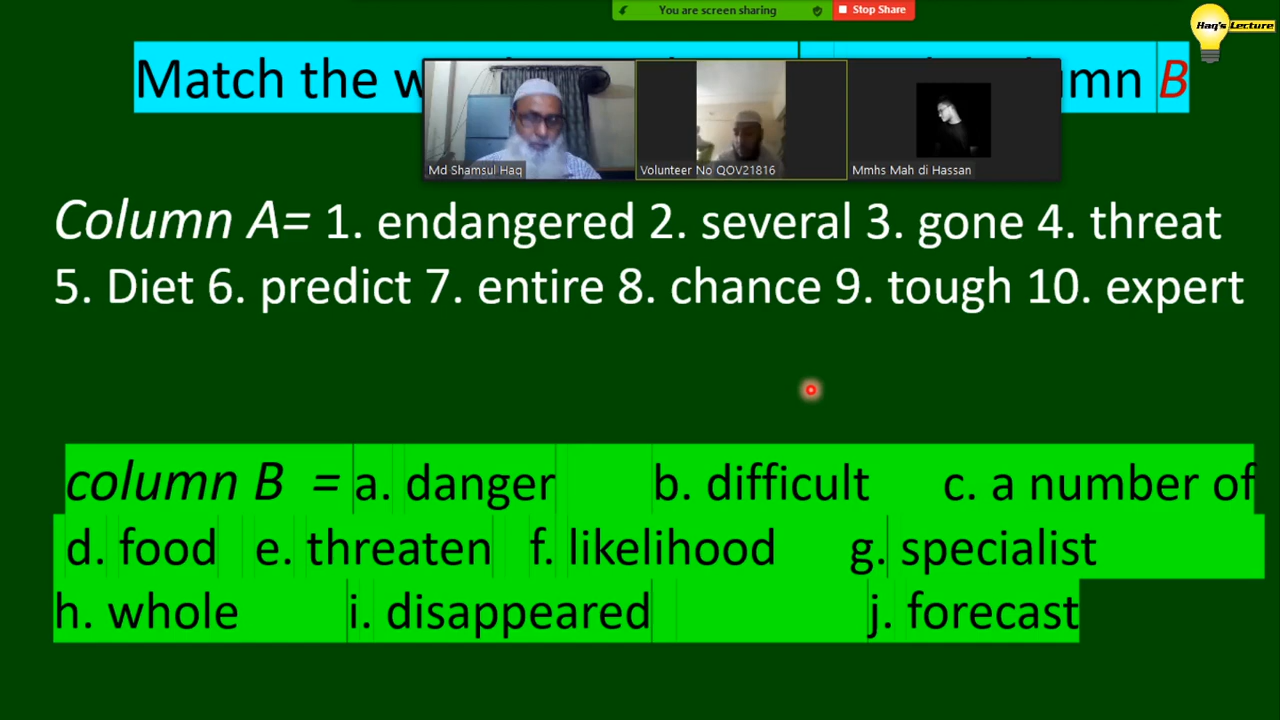 You are screen sharing
Stop Share
Haq's Lecture
Match the umn B
Md Shamsul Haq
Volunteer No QOV21816
Mmhs Mah di Hassan
Column A= 1. endangered 2. several 3. gone 4. threat
5. Diet 6. predict 7. entire 8. chance 9. tough 10. expert
column B = a. danger b. difficult c. a number of
d. food e. threaten f. likelihood g. specialist
h. whole i. disappeared j. forecast